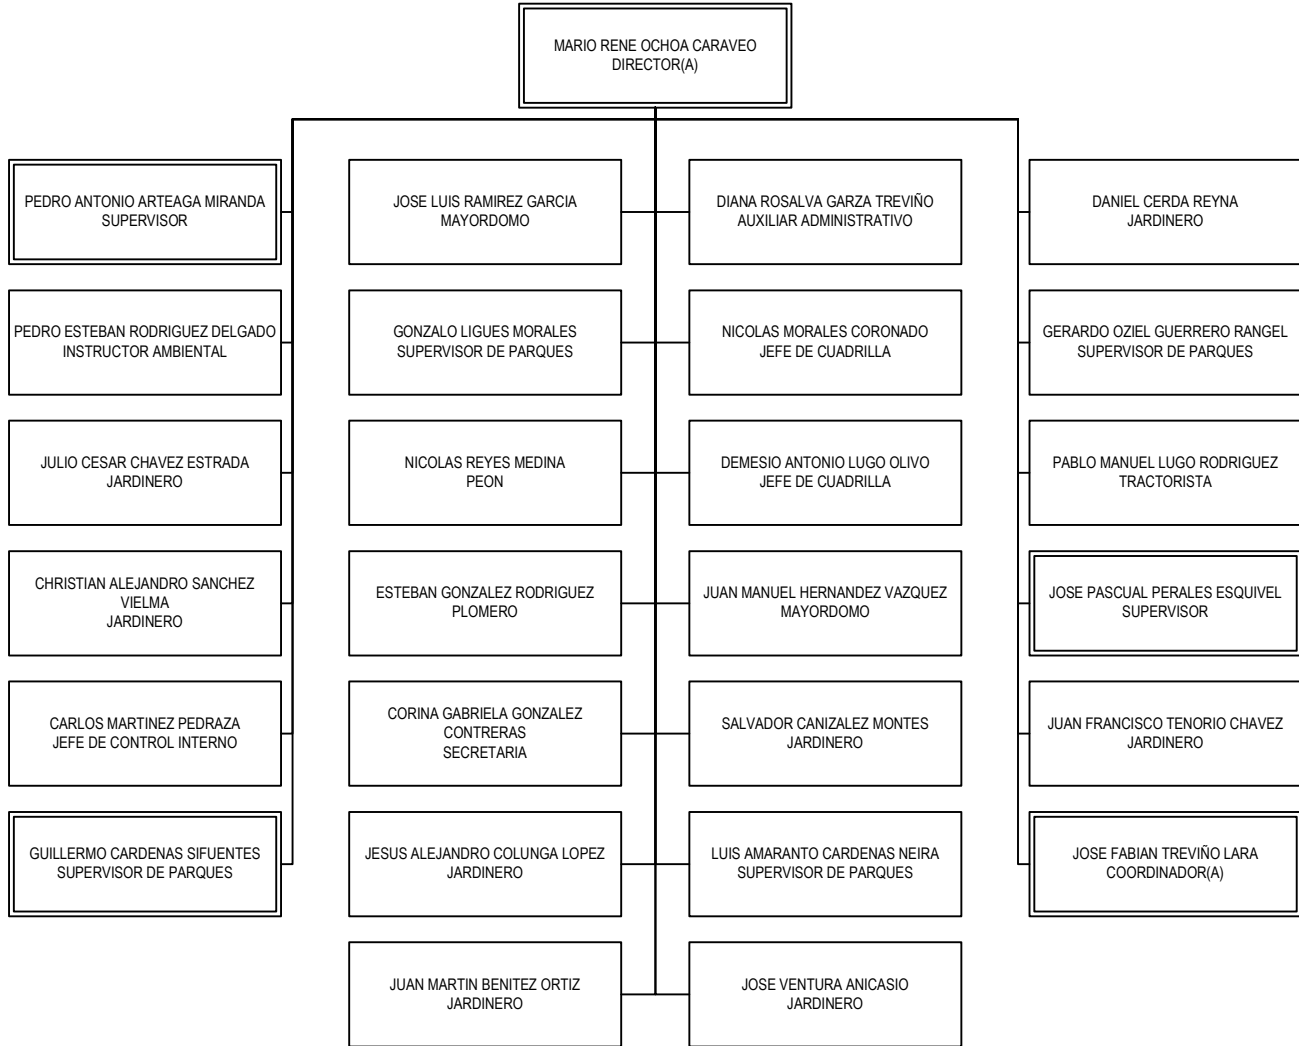 MARIO RENE OCHOA CARAVEO
DIRECTOR(A)
PEDRO ANTONIO ARTEAGA MIRANDA
SUPERVISOR
JOSE LUIS RAMIREZ GARCIA
MAYORDOMO
DIANA ROSALVA GARZA TREVIÑO
AUXILIAR ADMINISTRATIVO
DANIEL CERDA REYNA
JARDINERO
PEDRO ESTEBAN RODRIGUEZ DELGADO
INSTRUCTOR AMBIENTAL
GONZALO LIGUES MORALES
SUPERVISOR DE PARQUES
NICOLAS MORALES CORONADO
JEFE DE CUADRILLA
GERARDO OZIEL GUERRERO RANGEL
SUPERVISOR DE PARQUES
JULIO CESAR CHAVEZ ESTRADA
JARDINERO
NICOLAS REYES MEDINA
PEON
DEMESIO ANTONIO LUGO OLIVO
JEFE DE CUADRILLA
PABLO MANUEL LUGO RODRIGUEZ
TRACTORISTA
CHRISTIAN ALEJANDRO SANCHEZ
VIELMA
JARDINERO
ESTEBAN GONZALEZ RODRIGUEZ
PLOMERO
JUAN MANUEL HERNANDEZ VAZQUEZ
MAYORDOMO
JOSE PASCUAL PERALES ESQUIVEL
SUPERVISOR
CARLOS MARTINEZ PEDRAZA
JEFE DE CONTROL INTERNO
CORINA GABRIELA GONZALEZ
CONTRERAS
SECRETARIA
SALVADOR CANIZALEZ MONTES
JARDINERO
JUAN FRANCISCO TENORIO CHAVEZ
JARDINERO
GUILLERMO CARDENAS SIFUENTES
SUPERVISOR DE PARQUES
JESUS ALEJANDRO COLUNGA LOPEZ
JARDINERO
LUIS AMARANTO CARDENAS NEIRA
SUPERVISOR DE PARQUES
JOSE FABIAN TREVIÑO LARA
COORDINADOR(A)
JUAN MARTIN BENITEZ ORTIZ
JARDINERO
JOSE VENTURA ANICASIO
JARDINERO